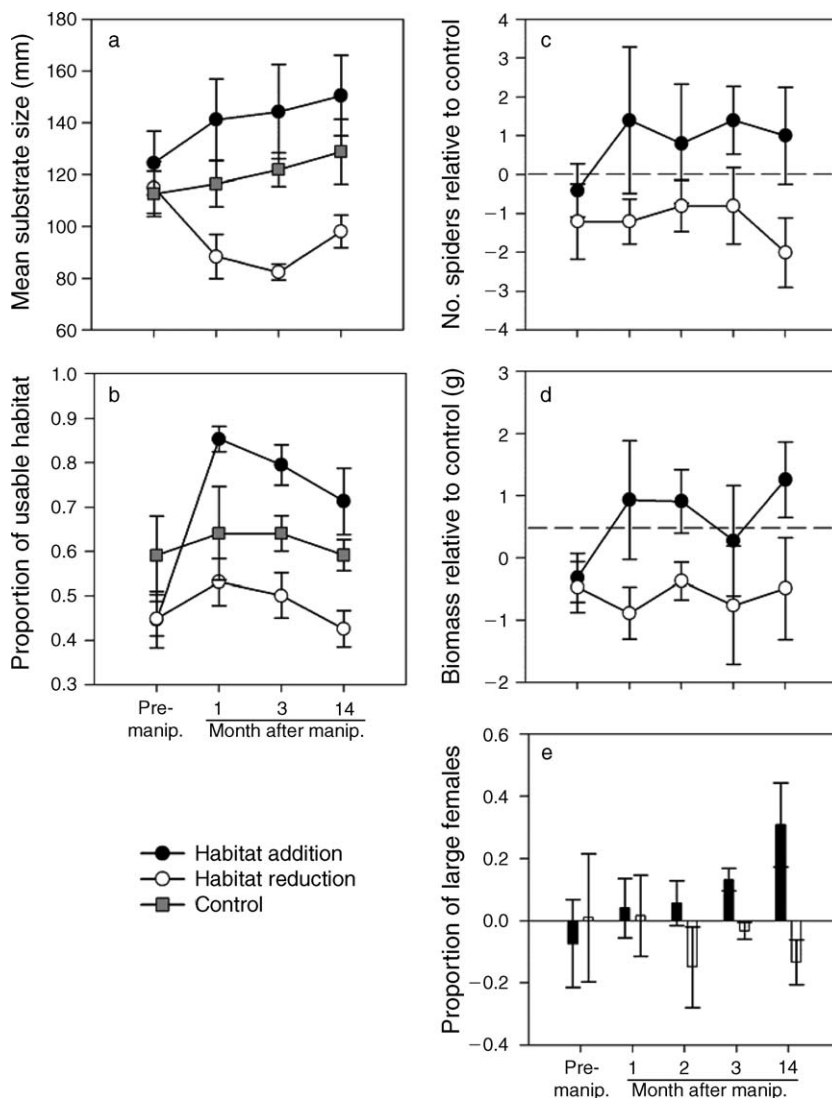 a
Mean substrate size (mm)
180
160
140
120
100
80
60
b
Proportion of usable habitat
1.0
0.9
0.8
0.7
0.6
0.5
0.4
0.3
Pre-
manip.
1 3 14
Month after manip.
Habitat addition
Habitat reduction
Control
c
No. spiders relative to control
4
3
2
1
0
−1
−2
−3
−4
d
Biomass relative to control (g)
3
2
1
0
−1
−2
e
Proportion of large females
0.6
0.4
0.2
0.0
−0.2
−0.4
Pre-
manip.
1 2 3 14
Month after manip.